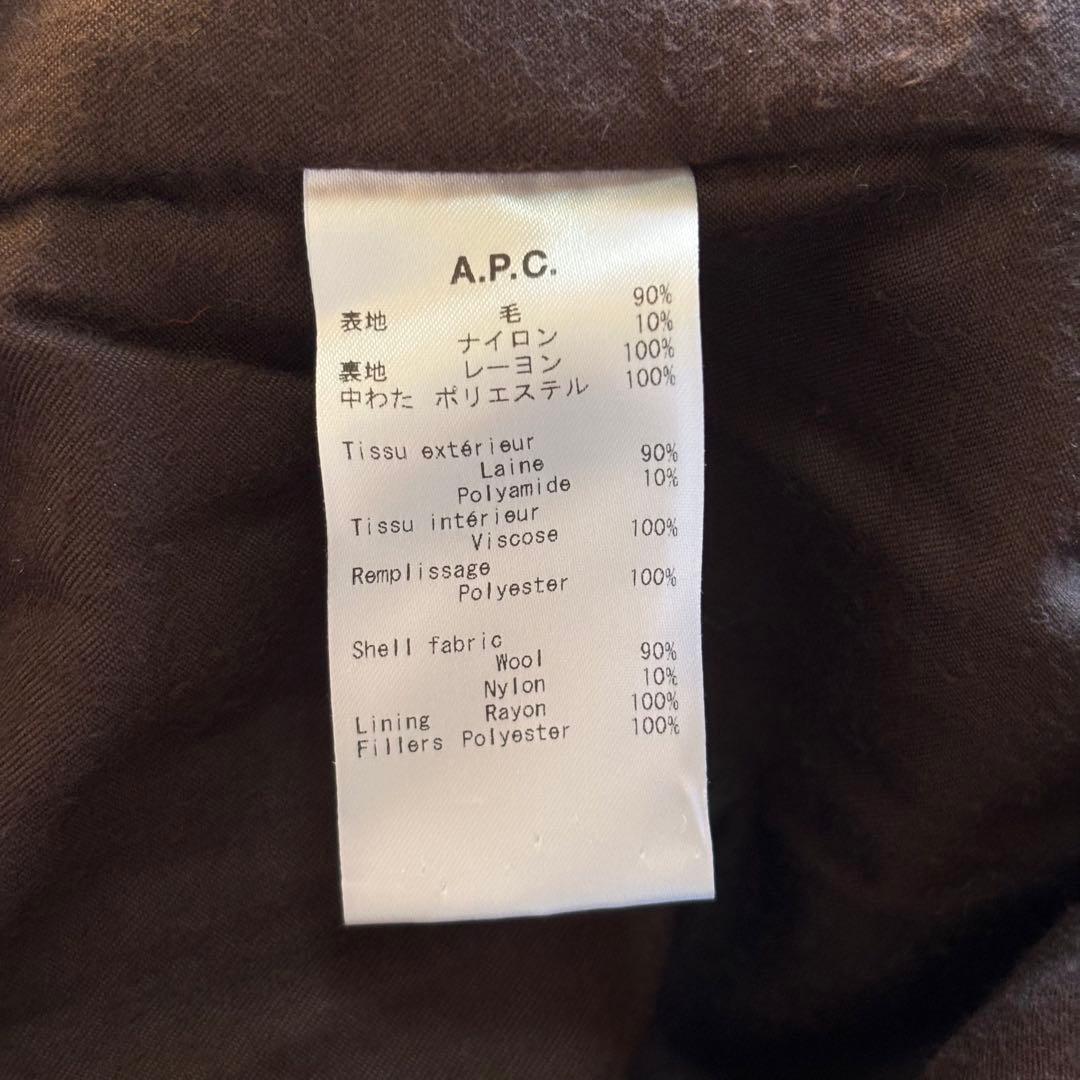 A.P.C.
表地 毛 90%
ナイロン 10%
裏地 レーヨン 100%
中わた ポリエステル 100%
Tissu extérieur
Laine 90%
Polyamide 10%
Tissu intérieur
Viscose 100%
Remplissage
Polyester 100%
Shell fabric
Wool 90%
Nylon 10%
Lining Rayon 100%
Fillers Polyester 100%